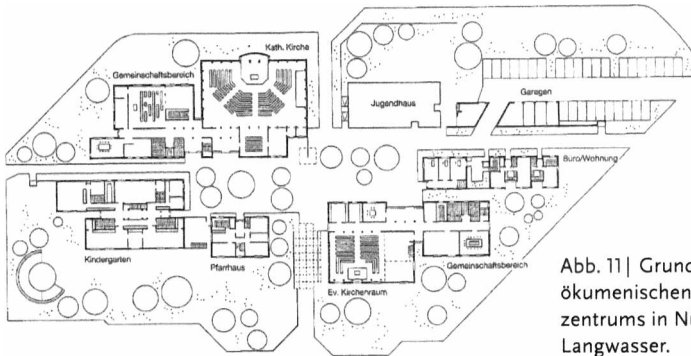 Kath. Kirche
Gemeinschaftsbereich
Jugendhaus
Garagen
Büro/Wohnung
Kindergarten
Pfarrhaus
Ev. Kirchenraum
Gemeinschaftsbereich
Abb. 11| Grund
ökumenischen
zentrums in
Langwasser.